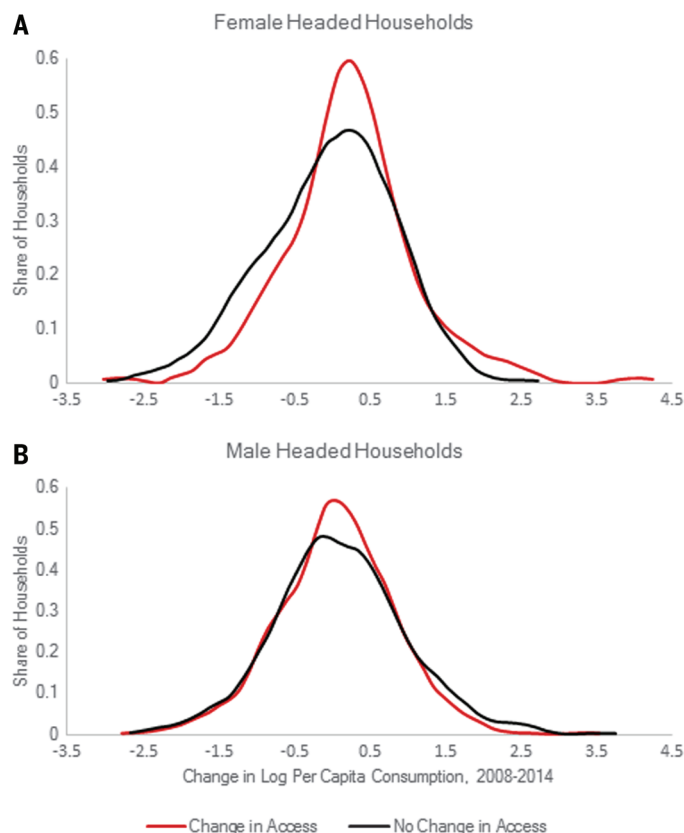 A
Female Headed Households
0.6
0.5
0.4
0.3
0.2
0.1
0
Share of Households
-3.5 -2.5 -1.5 -0.5 0.5 1.5 2.5 3.5 4.5
B
Male Headed Households
0.6
0.5
0.4
0.3
0.2
0.1
0
Share of Households
-3.5 -2.5 -1.5 -0.5 0.5 1.5 2.5 3.5 4.5
Change in Log Per Capita Consumption, 2008-2014
Change in Access No Change in Access